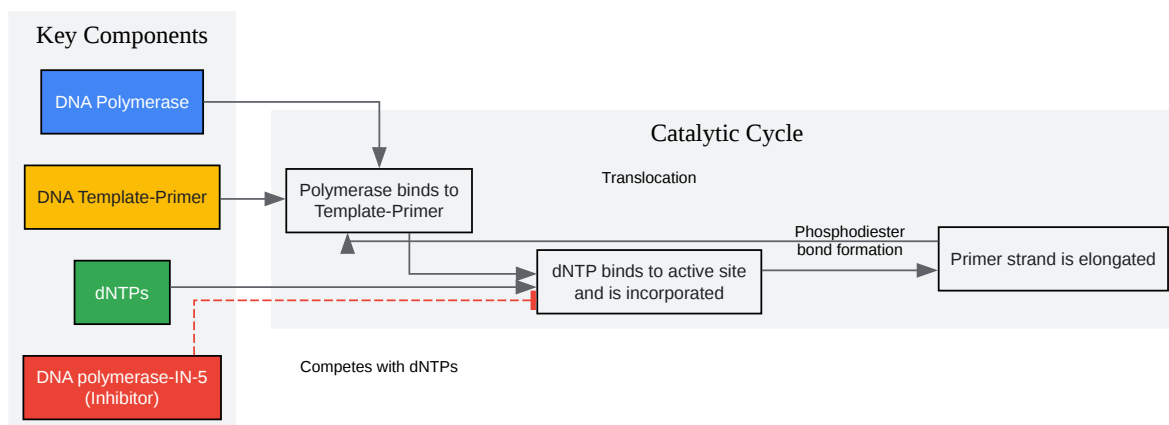 Key Components
DNA Polymerase
DNA Template-Primer
dNTPs
DNA polymerase-IN-5
(Inhibitor)
Catalytic Cycle
Translocation
Polymerase binds to
Template-Primer
Phosphodiester
bond formation
dNTP binds to active site
and is incorporated
Primer strand is elongated
Competes with dNTPs